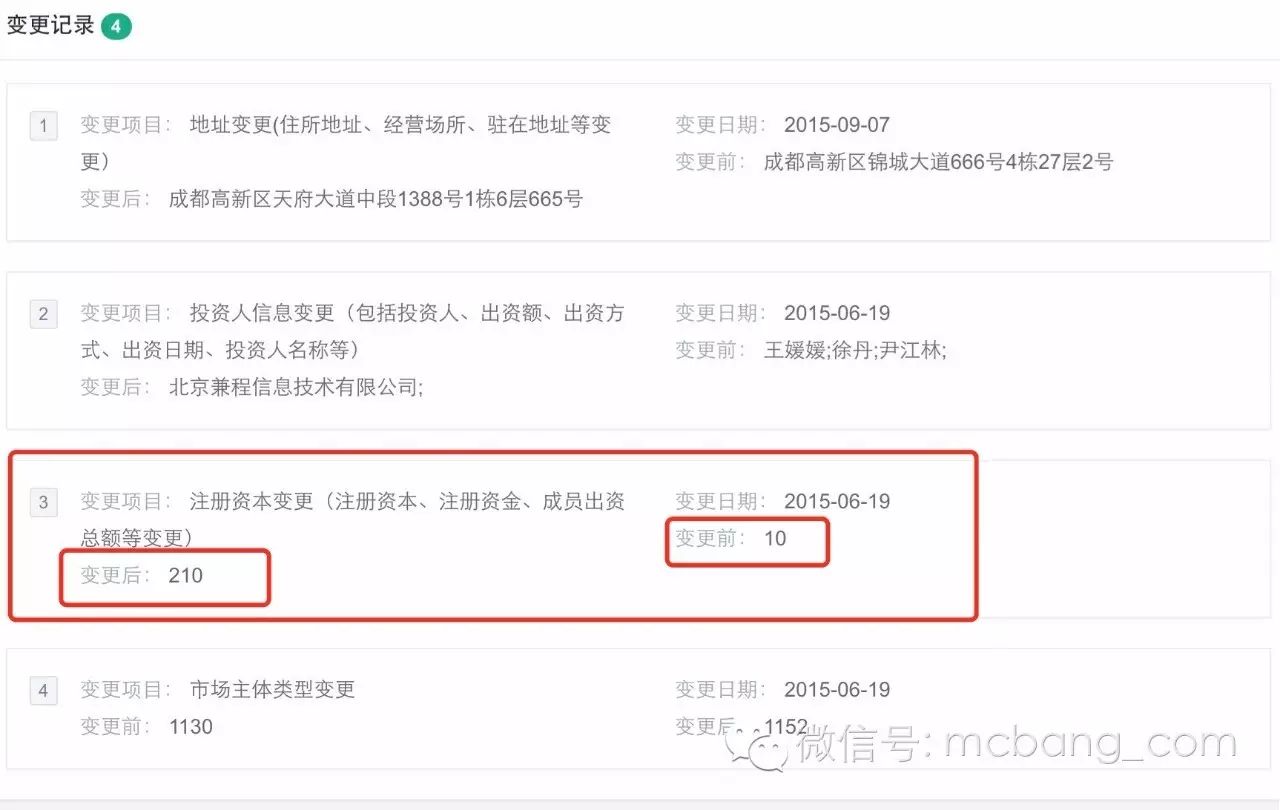 变更记录 4
1 变更项目: 地址变更(住所地址、经营场所、驻在地址等变 变更日期: 2015-09-07
更） 变更前: 成都高新区锦城大道666号4栋27层2号
变更后: 成都高新区天府大道中段1388号1栋6层665号
2 变更项目: 投资人信息变更（包括投资人、出资额、出资方 变更日期: 2015-06-19
式、出资日期、投资人名称等） 变更前: 王媛媛;徐丹;尹江林;
变更后: 北京兼程信息技术有限公司;
3 变更项目: 注册资本变更（注册资本、注册资金、成员出资 变更日期: 2015-06-19
总额等变更） 变更前: 10
变更后: 210
4 变更项目: 市场主体类型变更 变更日期: 2015-06-19
变更前: 1130 变更后: 1152
微信号: mcbang_com